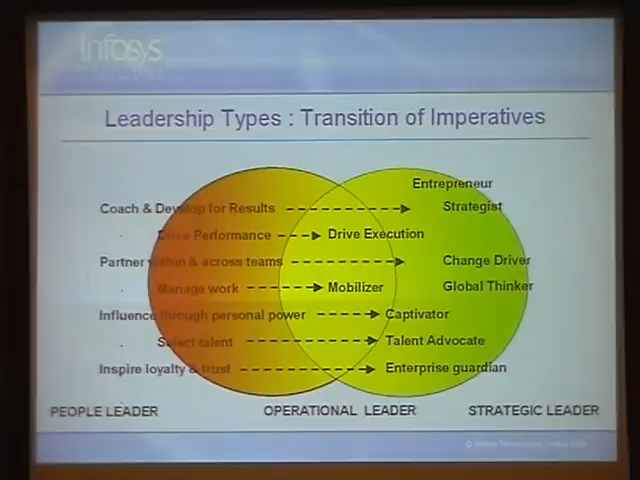 Infosys
Leadership Types : Transition of Imperatives
Entrepreneur
Coach & Develop for Results Strategist
Drive Performance Drive Execution
Partner within & across teams Change Driver
Manage work Mobilizer Global Thinker
Influence through personal power Captivator
Select talent Talent Advocate
Inspire loyalty & trust Enterprise guardian
PEOPLE LEADER OPERATIONAL LEADER STRATEGIC LEADER